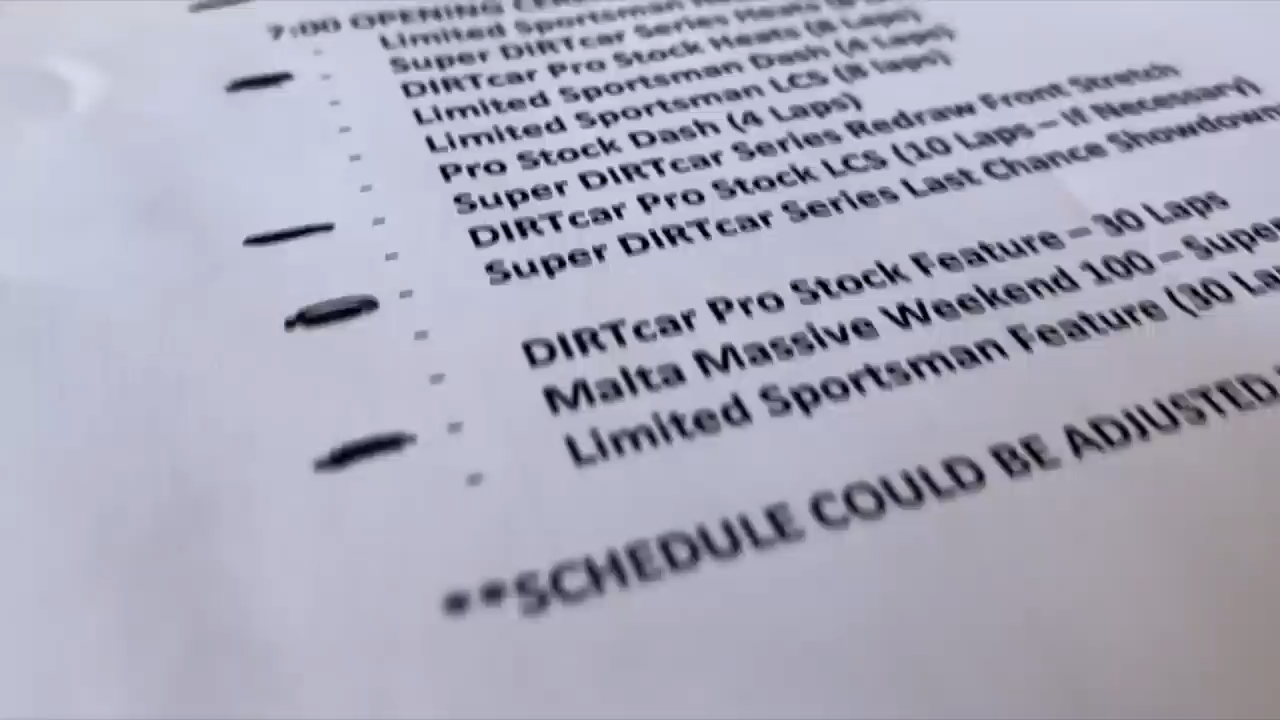 7:00 OPENING
Limited Sportsman
Super DIRTcar Series Heats
DIRTcar Pro Stock Heats (8 Laps)
Limited Sportsman Dash (4 Laps)
Limited Sportsman LCS (8 laps)
Pro Stock Dash (4 Laps)
Super DIRTcar Series Redraw Front Stretch
DIRTcar Pro Stock LCS (10 Laps – if Necessary)
Super DIRTcar Series Last Chance Showdown
DIRTcar Pro Stock Feature – 30 Laps
Malta Massive Weekend 100 – Super
Limited Sportsman Feature (30 La
**SCHEDULE COULD BE ADJUSTED